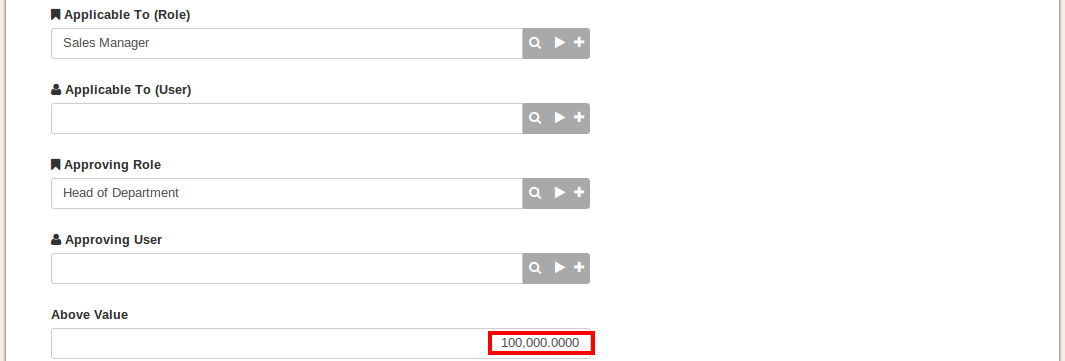 Applicable To (Role)
Sales Manager
Applicable To (User)
Approving Role
Head of Department
Approving User
Above Value
100,000.0000